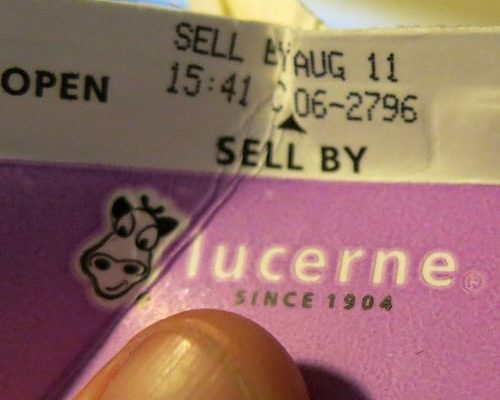 SELL BY AUG 11
OPEN 15:41 C 06-2796
SELL BY
lucerne®
SINCE 1904